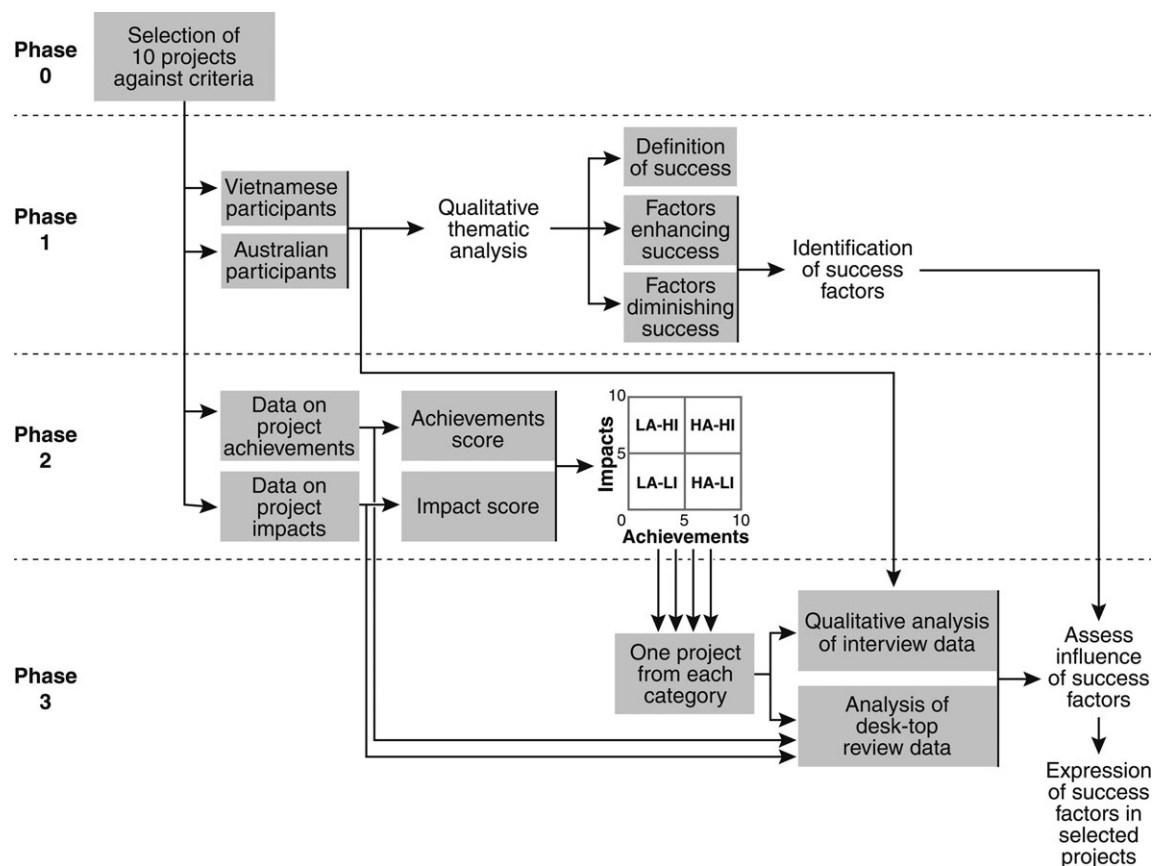 Phase
0
Selection of
10 projects
against criteria
Phase
1
Vietnamese
participants
Australian
participants
Qualitative
thematic
analysis
Definition
of success
Factors
enhancing
success
Factors
diminishing
success
Identification
of success
factors
Phase
2
Data on
project
achievements
Data on
project
impacts
Achievements
score
Impact score
Impacts
10
5
0
LA-HI
HA-HI
LA-LI
HA-LI
5
10
Achievements
Phase
3
One project
from each
category
Qualitative analysis
of interview data
Analysis of
desk-top
review data
Assess
influence
of success
factors
Expression
of success
factors in
selected
projects